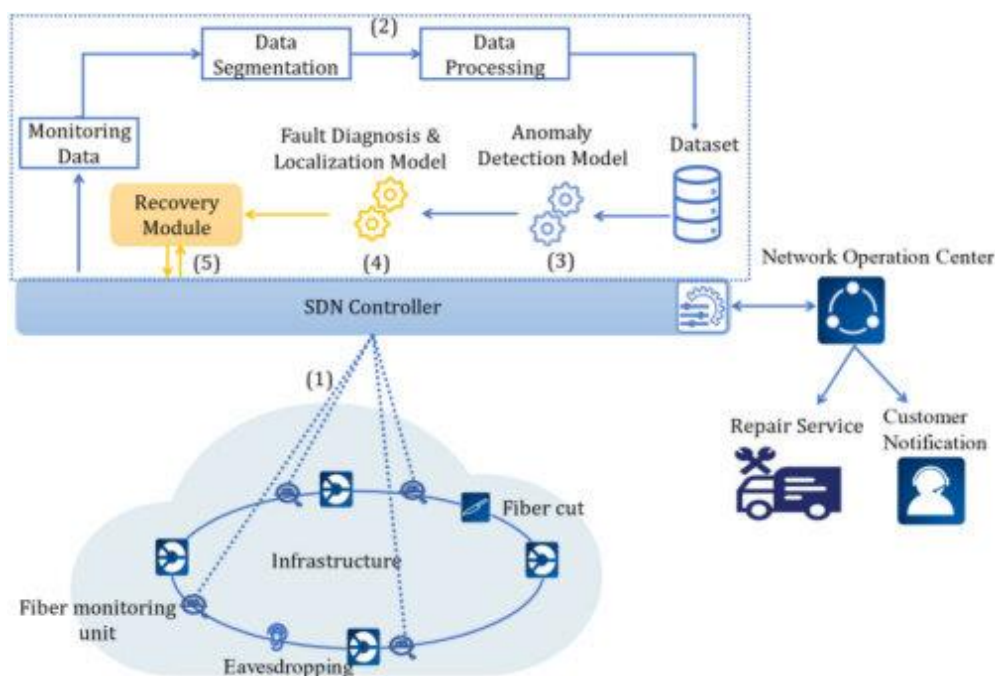 (2)
Data
Segmentation
Data
Processing
Monitoring
Data
Fault Diagnosis &
Localization Model
Anomaly
Detection Model
Dataset
Recovery
Module
(5)
(4)
(3)
Network Operation Center
SDN Controller
(1)
Repair Service
Customer
Notification
Fiber cut
Infrastructure
Fiber monitoring
unit
Eavesdropping